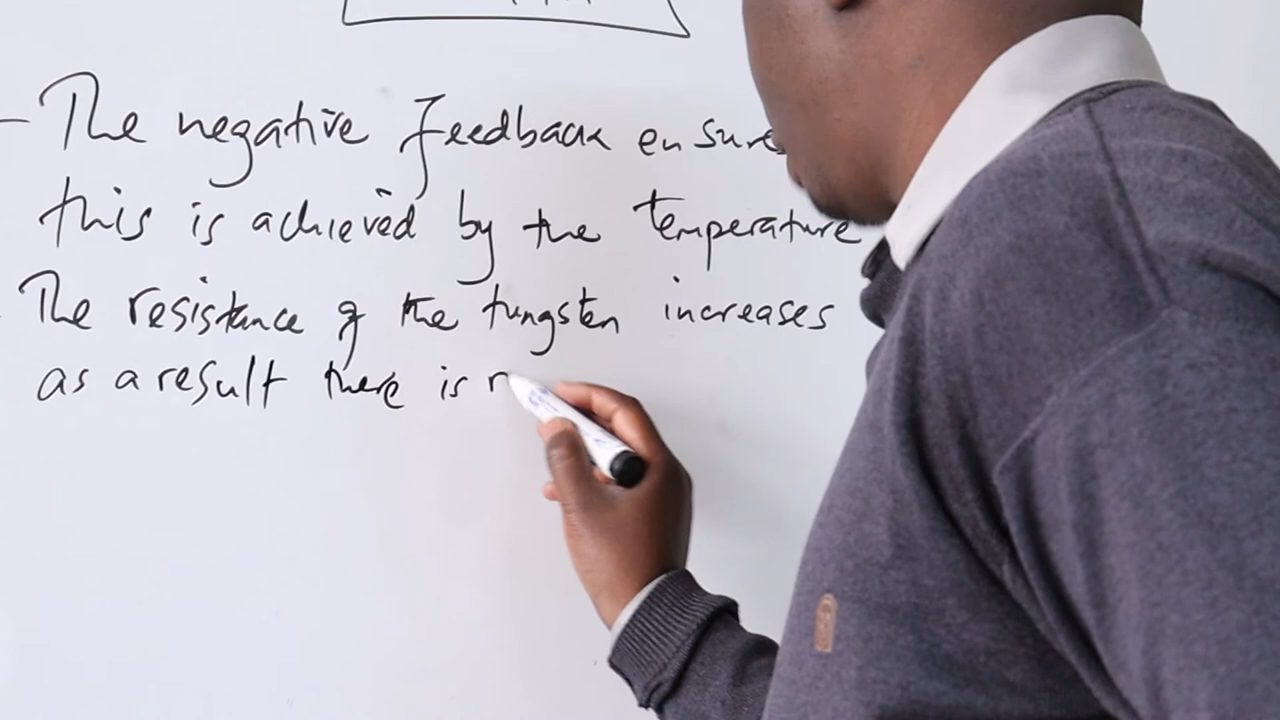 - The negative feedback ensures
this is achieved by the temperature
The resistance of the tungsten increases
as a result there is